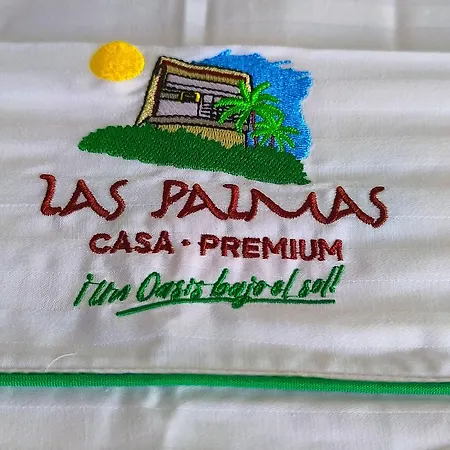 LAS PALMAS
CASA · PREMIUM
¡Un Oasis bajo el sol!